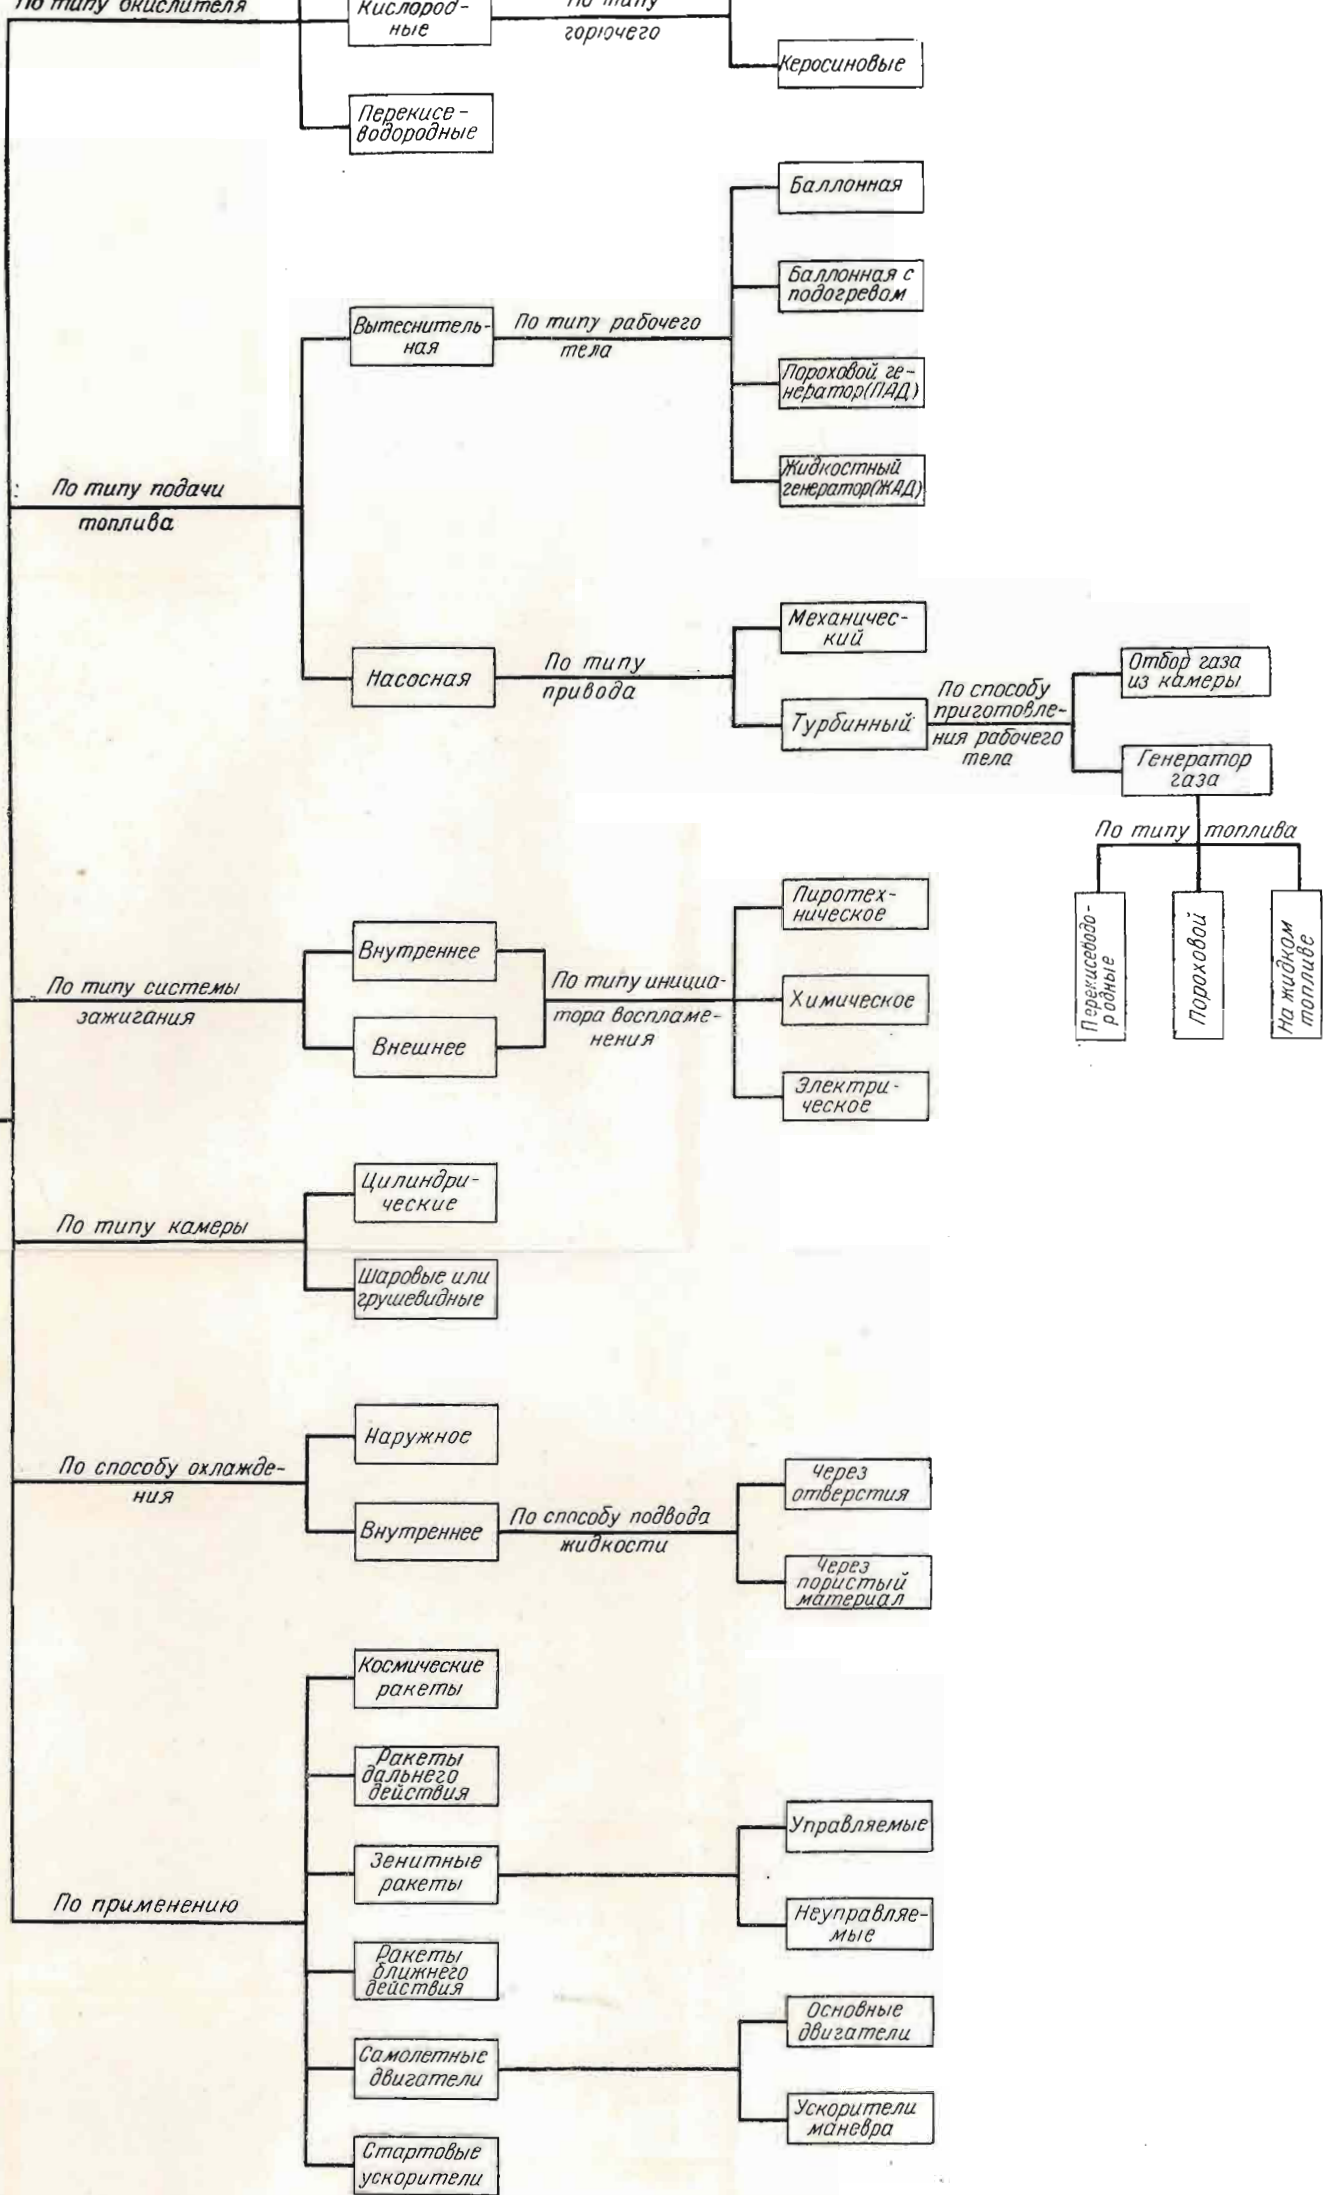 По типу окислителя
Кислород-
ные
По типу
горючего
Керосиновые
Перекисе-
водородные
Баллонная
Баллонная с
подогревом
Вытеснитель-
ная
По типу рабочего
тела
Пороховой ге-
нератор(ПАД)
Жидкостный
генератор(ЖАД)
По типу подачи
топлива
Механичес-
кий
Насосная
По типу
привода
Турбинный
По способу
приготовле-
ния рабочего
тела
Отбор газа
из камеры
Генератор
газа
По типу топлива
Перекисеводо-
родные
Пороховой
На жидком
топливе
Пиротех-
ническое
Внутреннее
По типу системы
зажигания
По типу инициа-
тора воспламе-
нения
Химическое
Внешнее
Электри-
ческое
Цилиндри-
ческие
По типу камеры
Шаровые или
грушевидные
Наружное
По способу охлажде-
ния
Через
отверстия
Внутреннее
По способу подвода
жидкости
Через
пористый
материал
Космические
ракеты
Ракеты
дальнего
действия
Управляемые
Зенитные
ракеты
По применению
Неуправляе-
мые
Ракеты
ближнего
действия
Основные
двигатели
Самолетные
двигатели
Ускорители
маневра
Стартовые
ускорители